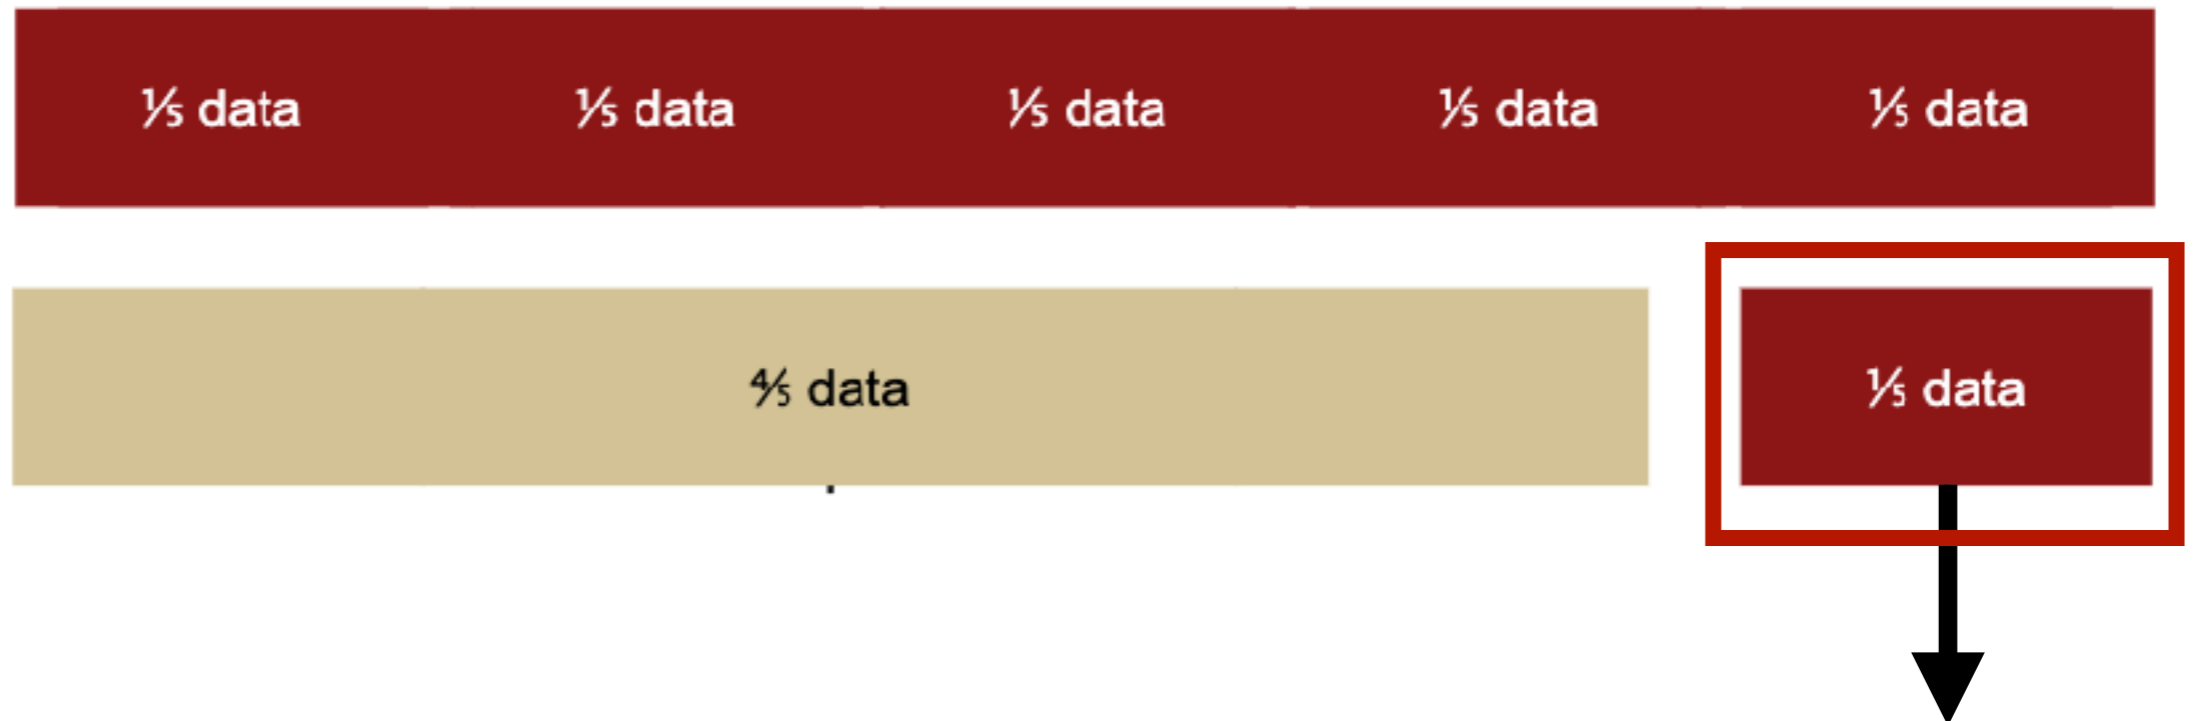 ⅕ data ⅕ data ⅕ data ⅕ data ⅕ data
⅘ data ⅕ data